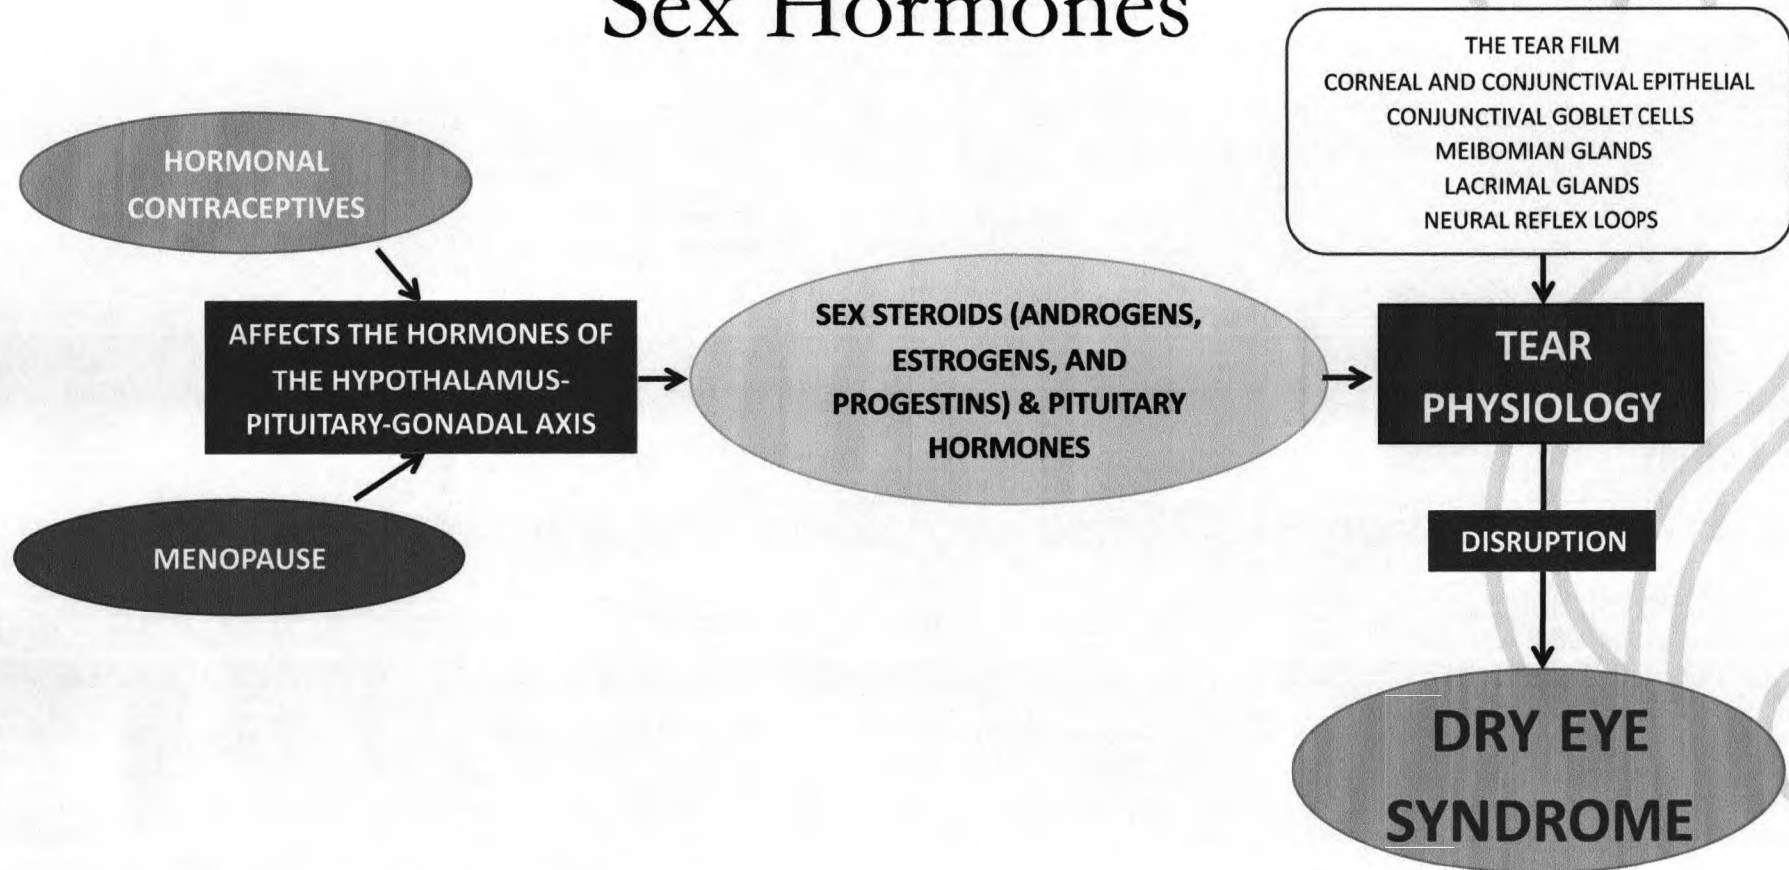 Sex Hormones
THE TEAR FILM
CORNEAL AND CONJUNCTIVAL EPITHELIAL
CONJUNCTIVAL GOBLET CELLS
MEIBOMIAN GLANDS
LACRIMAL GLANDS
NEURAL REFLEX LOOPS
HORMONAL
CONTRACEPTIVES
AFFECTS THE HORMONES OF
THE HYPOTHALAMUS-
PITUITARY-GONADAL AXIS
MENOPAUSE
SEX STEROIDS (ANDROGENS,
ESTROGENS, AND
PROGESTINS) & PITUITARY
HORMONES
TEAR
PHYSIOLOGY
DISRUPTION
DRY EYE
SYNDROME